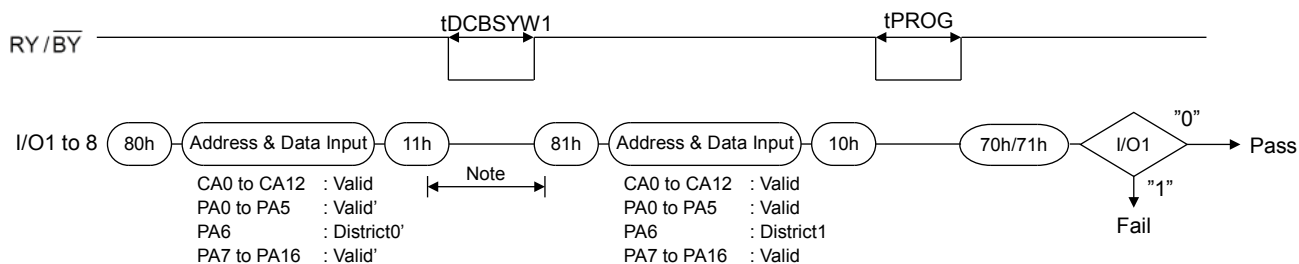 tDCBSYW1
tPROG
RY / BY
I/O1 to 8
80h
Address & Data Input
11h
81h
Address & Data Input
10h
70h/71h
I/O1
”0”
Pass
”1”
Fail
Note
CA0 to CA12 : Valid
PA0 to PA5 : Valid’
PA6 : District0’
PA7 to PA16 : Valid’
CA0 to CA12 : Valid
PA0 to PA5 : Valid
PA6 : District1
PA7 to PA16 : Valid